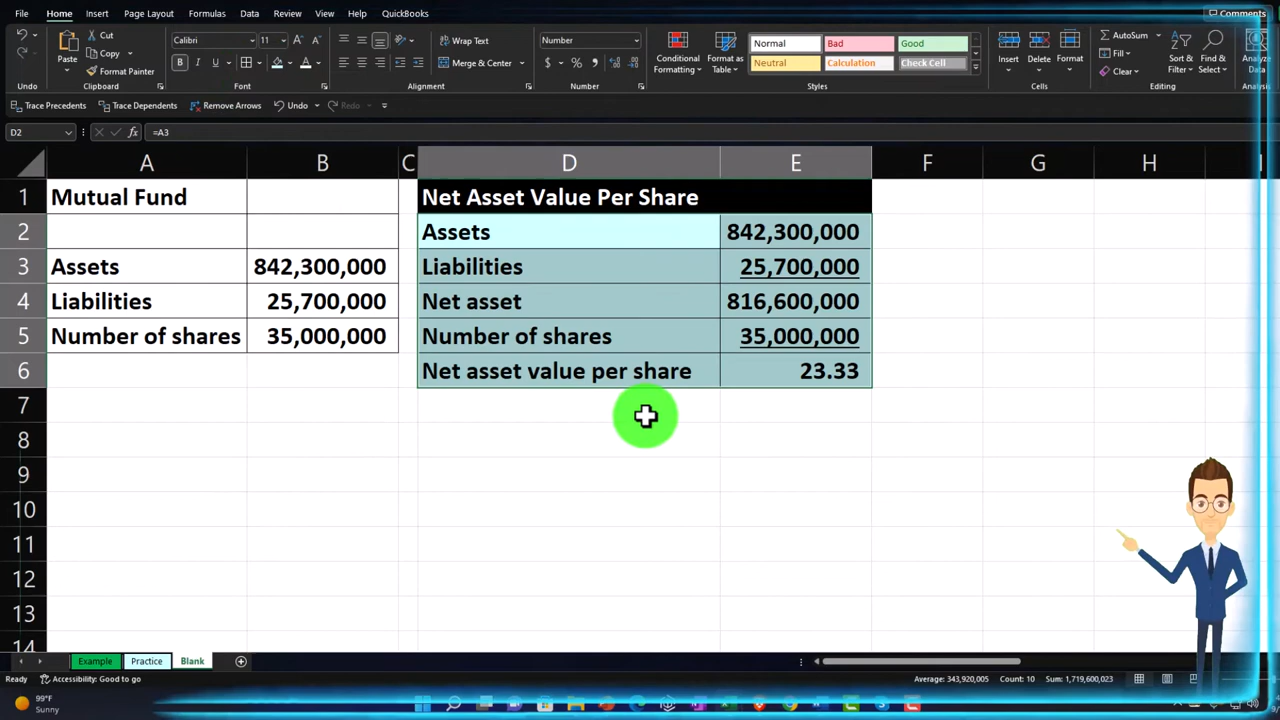 File Home Insert Page Layout Formulas Data Review View Help QuickBooks Comments
Cut Calibri 11 Wrap Text Number Normal Bad Good AutoSum
Copy Fill
Paste Format Painter Merge & Center Conditional Formatting Format as Table Neutral Calculation Check Cell Insert Delete Format Clear Sort & Filter Find & Select Analyze Data
Undo Clipboard Font Alignment Number Styles Cells Editing Analysis
Trace Precedents Trace Dependents Remove Arrows Undo Redo
D2 fx =A3
A B C D E F G H I
1 Mutual Fund Net Asset Value Per Share
2 Assets 842,300,000
3 Assets 842,300,000 Liabilities 25,700,000
4 Liabilities 25,700,000 Net asset 816,600,000
5 Number of shares 35,000,000 Number of shares 35,000,000
6 Net asset value per share 23.33
7
8
9
10
11
12
13
14
Example Practice Blank
Ready Accessibility: Good to go Average: 343,920,005 Count: 10 Sum: 1,719,600,023
99°F
Sunny